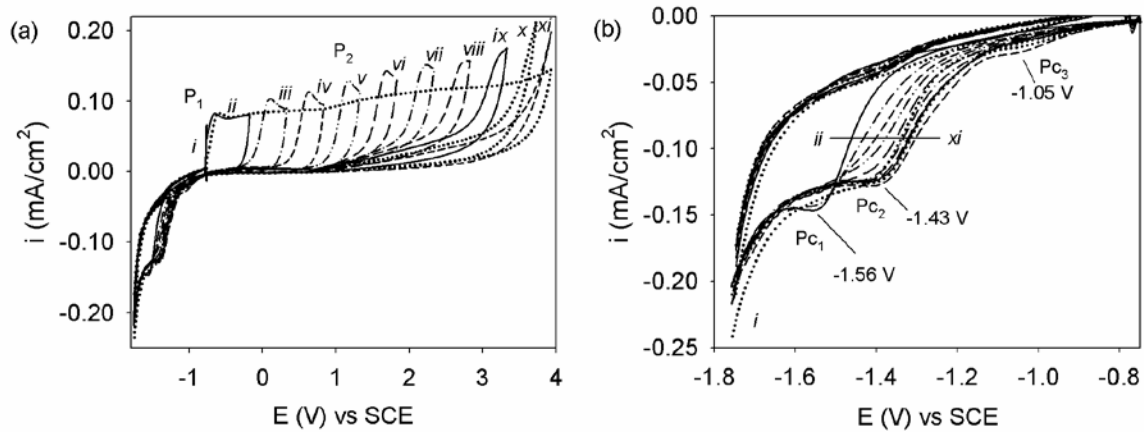 (a)
0.20
0.10
0.00
-0.10
-0.20
i (mA/cm²)
P₁
P₂
i
ii
iii
iv
v
vi
vii
viii
ix
x
xi
-1 0 1 2 3 4
E (V) vs SCE
(b)
0.00
-0.05
-0.10
-0.15
-0.20
-0.25
i (mA/cm²)
Pc₃
-1.05 V
ii
xi
Pc₂
-1.43 V
Pc₁
-1.56 V
i
-1.8 -1.6 -1.4 -1.2 -1.0 -0.8
E (V) vs SCE